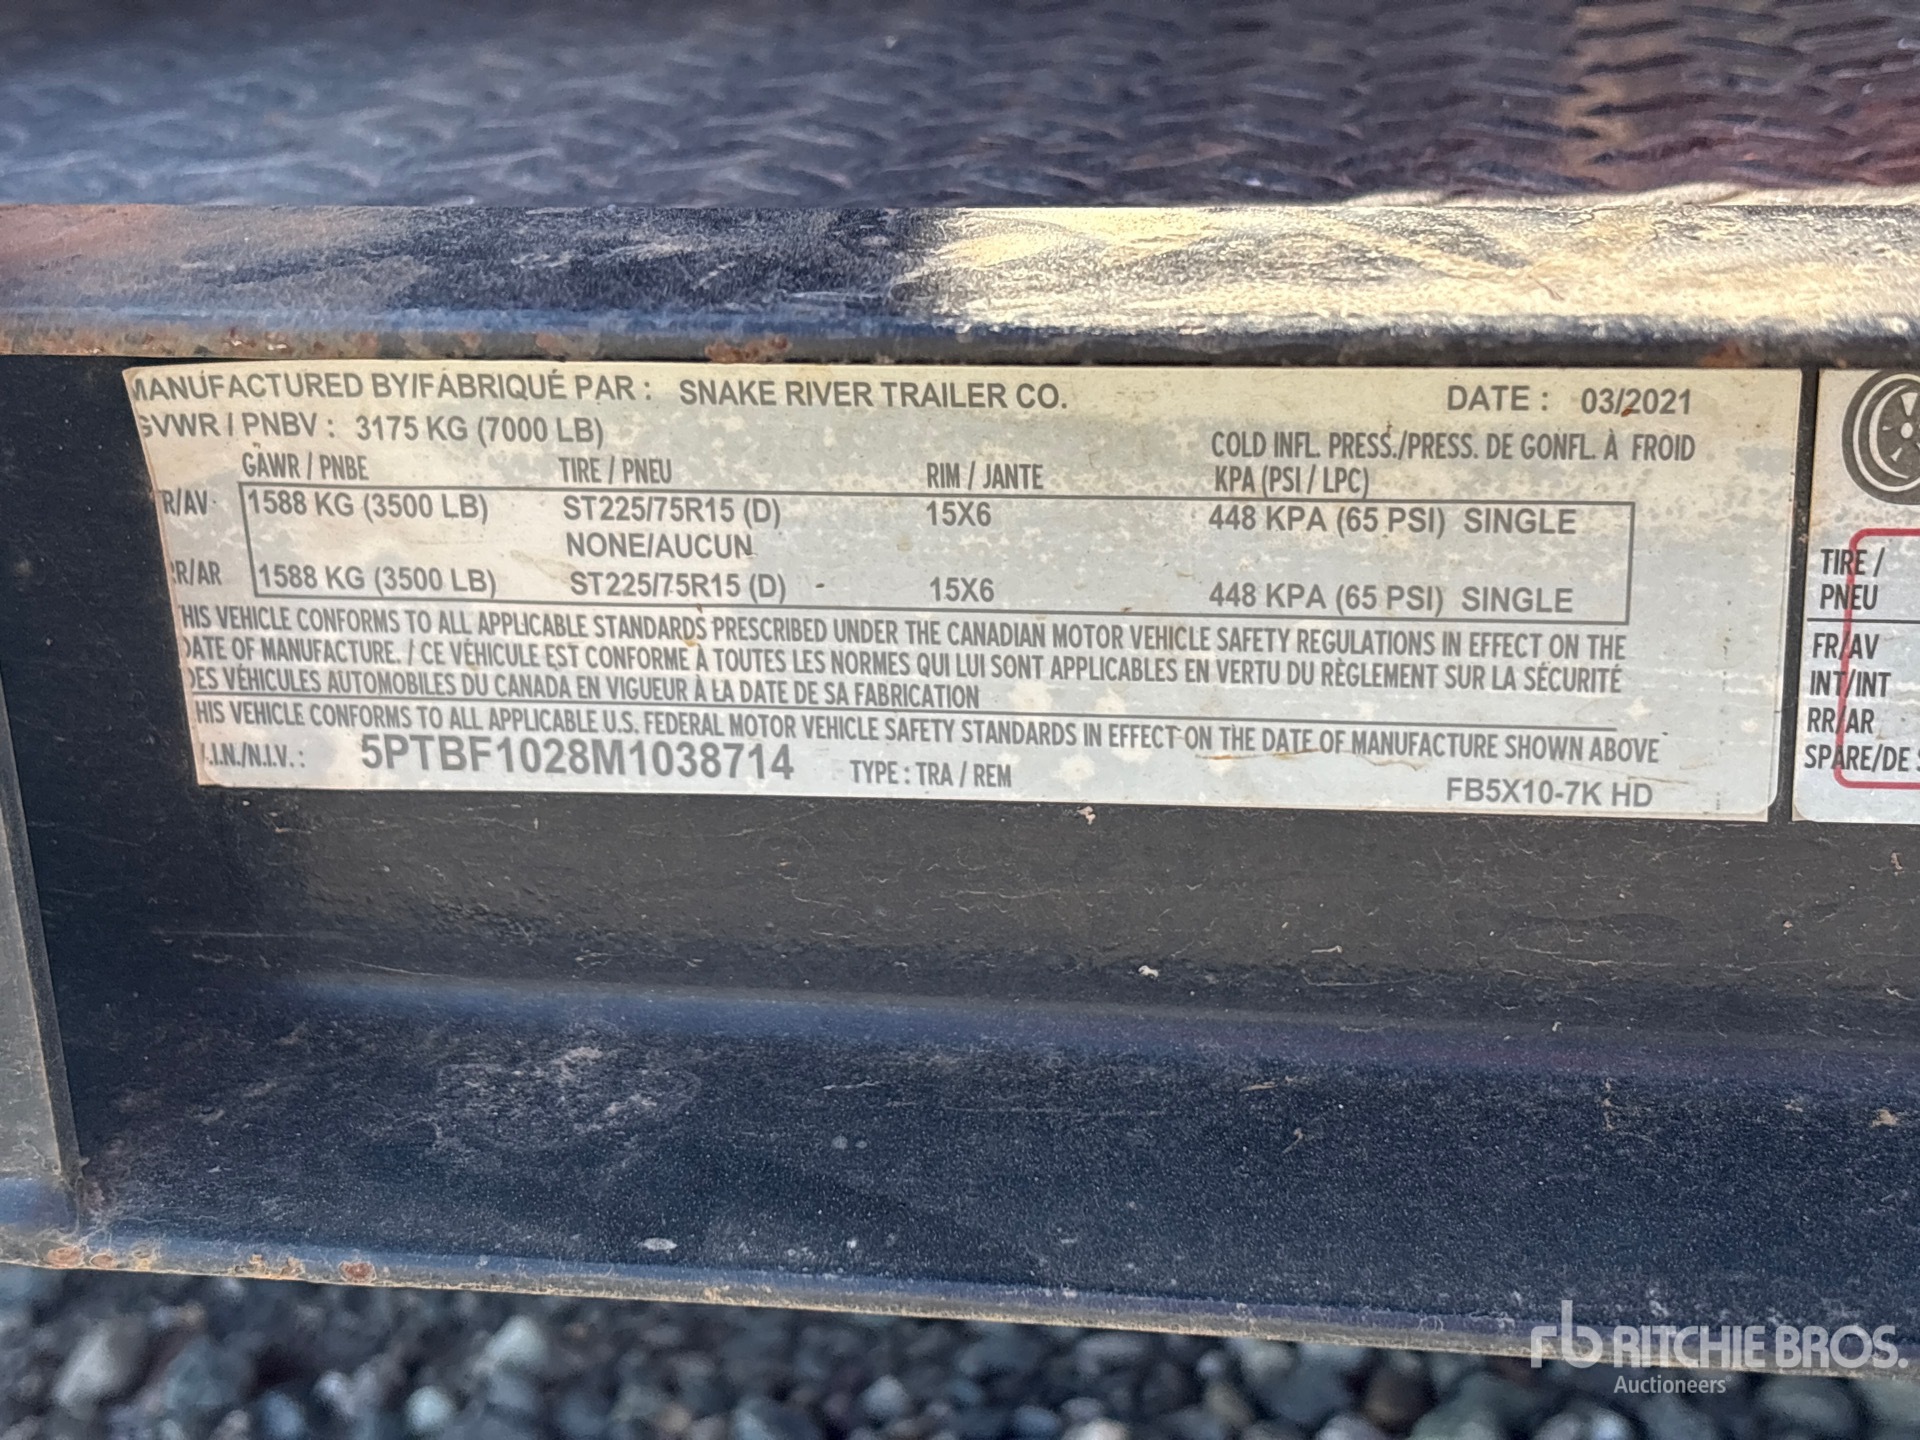 MANUFACTURED BY/FABRIQUÉ PAR : SNAKE RIVER TRAILER CO. DATE : 03/2021
GVWR / PNBV : 3175 KG (7000 LB)
GAWR / PNBE TIRE / PNEU RIM / JANTE COLD INFL. PRESS./PRESS. DE GONFL. À FROID
KPA (PSI / LPC)
FR/AV 1588 KG (3500 LB) ST225/75R15 (D) 15X6 448 KPA (65 PSI) SINGLE
NONE/AUCUN
RR/AR 1588 KG (3500 LB) ST225/75R15 (D) 15X6 448 KPA (65 PSI) SINGLE
THIS VEHICLE CONFORMS TO ALL APPLICABLE STANDARDS PRESCRIBED UNDER THE CANADIAN MOTOR VEHICLE SAFETY REGULATIONS IN EFFECT ON THE
DATE OF MANUFACTURE. / CE VÉHICULE EST CONFORME À TOUTES LES NORMES QUI LUI SONT APPLICABLES EN VERTU DU RÈGLEMENT SUR LA SÉCURITÉ
DES VÉHICULES AUTOMOBILES DU CANADA EN VIGUEUR À LA DATE DE SA FABRICATION
THIS VEHICLE CONFORMS TO ALL APPLICABLE U.S. FEDERAL MOTOR VEHICLE SAFETY STANDARDS IN EFFECT ON THE DATE OF MANUFACTURE SHOWN ABOVE
V.I.N./N.I.V. : 5PTBF1028M1038714 TYPE : TRA / REM FB5X10-7K HD
TIRE /
PNEU
FR/AV
INT/INT
RR/AR
SPARE/DE
rb RITCHIE BROS.
Auctioneers